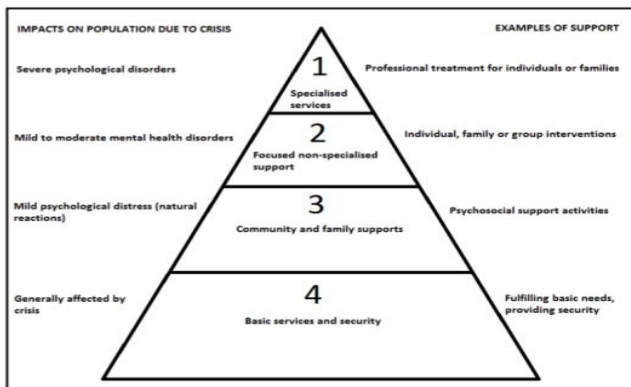 IMPACTS ON POPULATION DUE TO CRISIS
EXAMPLES OF SUPPORT
Severe psychological disorders
1
Specialised
services
Professional treatment for individuals or families
Mild to moderate mental health disorders
2
Focused non-specialised
support
Individual, family or group interventions
Mild psychological distress (natural
reactions)
3
Community and family supports
Psychosocial support activities
Generally affected by
crisis
4
Basic services and security
Fulfilling basic needs,
providing security